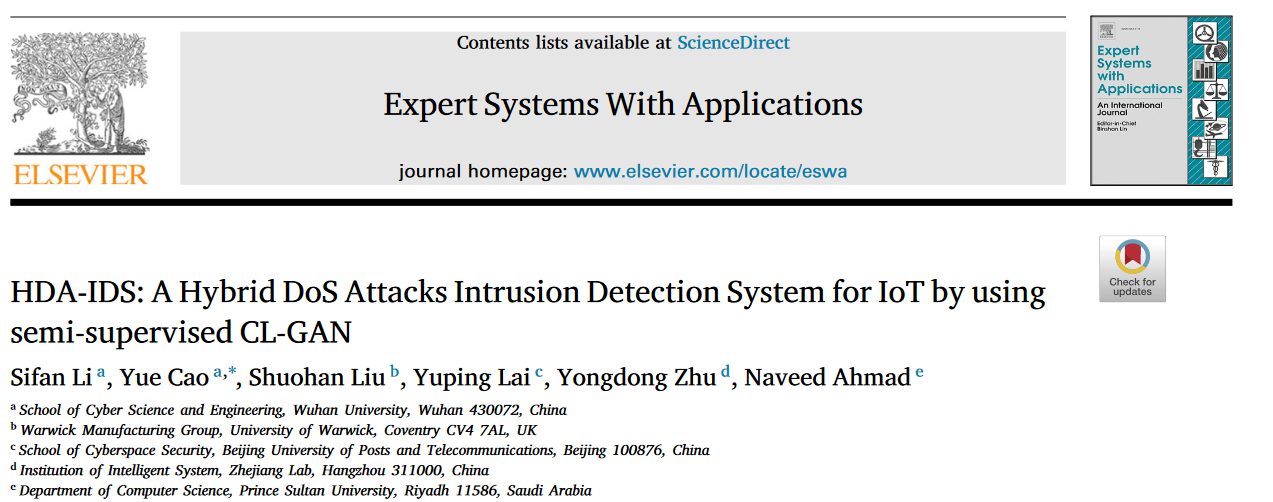 Contents lists available at ScienceDirect
Expert Systems With Applications
journal homepage: www.elsevier.com/locate/eswa
ELSEVIER
Expert
Systems
with
Applications
An International
Journal
Editor-in-Chief
Binshan Lin
Check for
updates
HDA-IDS: A Hybrid DoS Attacks Intrusion Detection System for IoT by using
semi-supervised CL-GAN
Sifan Li a, Yue Cao a,*, Shuohan Liu b, Yuping Lai c, Yongdong Zhu d, Naveed Ahmad e
a School of Cyber Science and Engineering, Wuhan University, Wuhan 430072, China
b Warwick Manufacturing Group, University of Warwick, Coventry CV4 7AL, UK
c School of Cyberspace Security, Beijing University of Posts and Telecommunications, Beijing 100876, China
d Institution of Intelligent System, Zhejiang Lab, Hangzhou 311000, China
e Department of Computer Science, Prince Sultan University, Riyadh 11586, Saudi Arabia